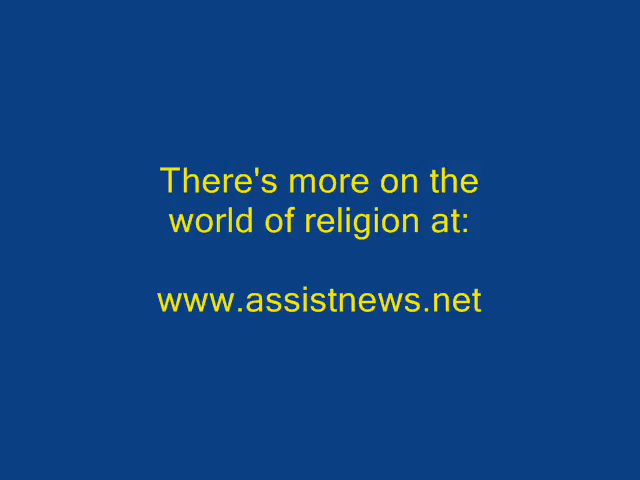 There's more on the
world of religion at:
www.assistnews.net